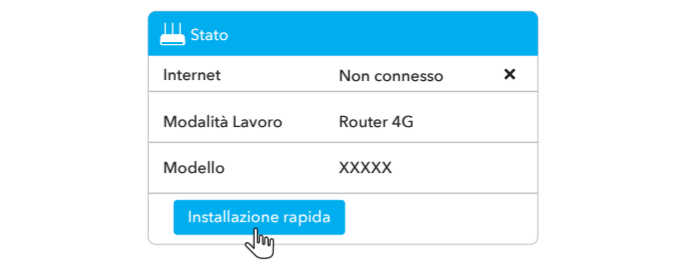 Stato
Internet Non connesso ×
Modalità Lavoro Router 4G
Modello XXXXX
Installazione rapida